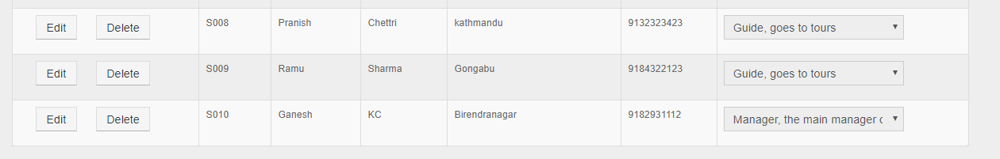 Edit Delete S008 Pranish Chettri kathmandu 9132323423 Guide, goes to tours
Edit Delete S009 Ramu Sharma Gongabu 9184322123 Guide, goes to tours
Edit Delete S010 Ganesh KC Birendranagar 9182931112 Manager, the main manager